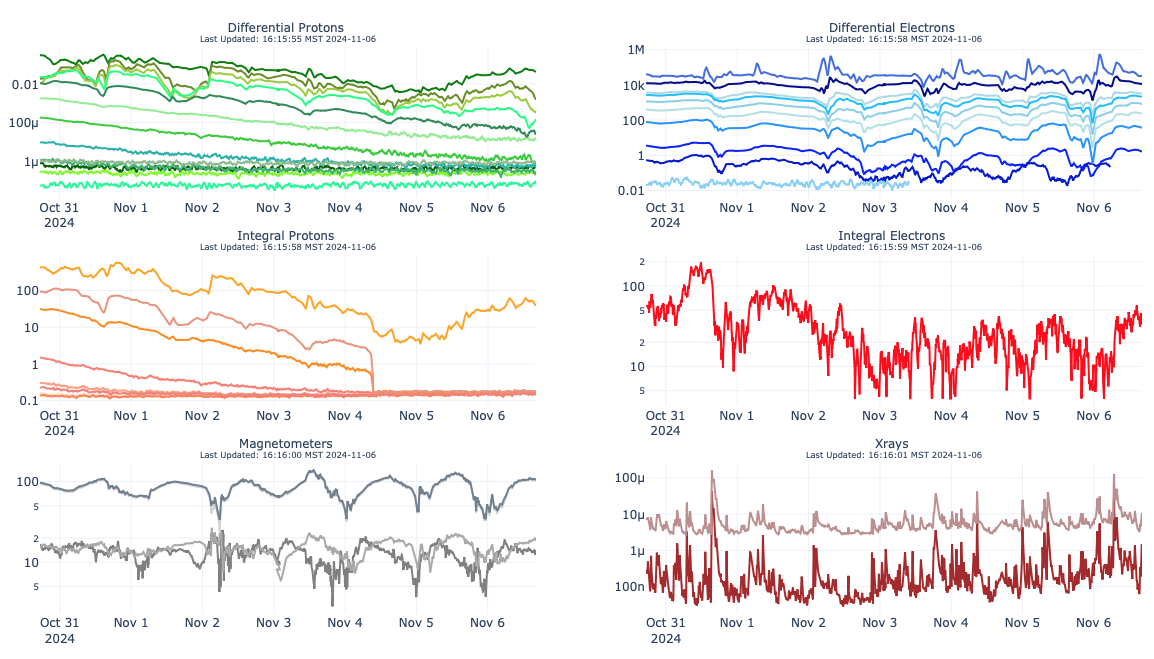 Differential Protons
Last Updated: 16:15:55 MST 2024-11-06
0.01
100μ
1μ
Oct 31 Nov 1 Nov 2 Nov 3 Nov 4 Nov 5 Nov 6
2024
Differential Electrons
Last Updated: 16:15:58 MST 2024-11-06
1M
10k
100
1
0.01
Oct 31 Nov 1 Nov 2 Nov 3 Nov 4 Nov 5 Nov 6
2024
Integral Protons
Last Updated: 16:15:58 MST 2024-11-06
100
10
1
0.1
Oct 31 Nov 1 Nov 2 Nov 3 Nov 4 Nov 5 Nov 6
2024
Integral Electrons
Last Updated: 16:15:59 MST 2024-11-06
2
100
5
2
10
5
Oct 31 Nov 1 Nov 2 Nov 3 Nov 4 Nov 5 Nov 6
2024
Magnetometers
Last Updated: 16:16:00 MST 2024-11-06
100
5
2
10
5
Oct 31 Nov 1 Nov 2 Nov 3 Nov 4 Nov 5 Nov 6
2024
Xrays
Last Updated: 16:16:01 MST 2024-11-06
100μ
10μ
1μ
100n
Oct 31 Nov 1 Nov 2 Nov 3 Nov 4 Nov 5 Nov 6
2024